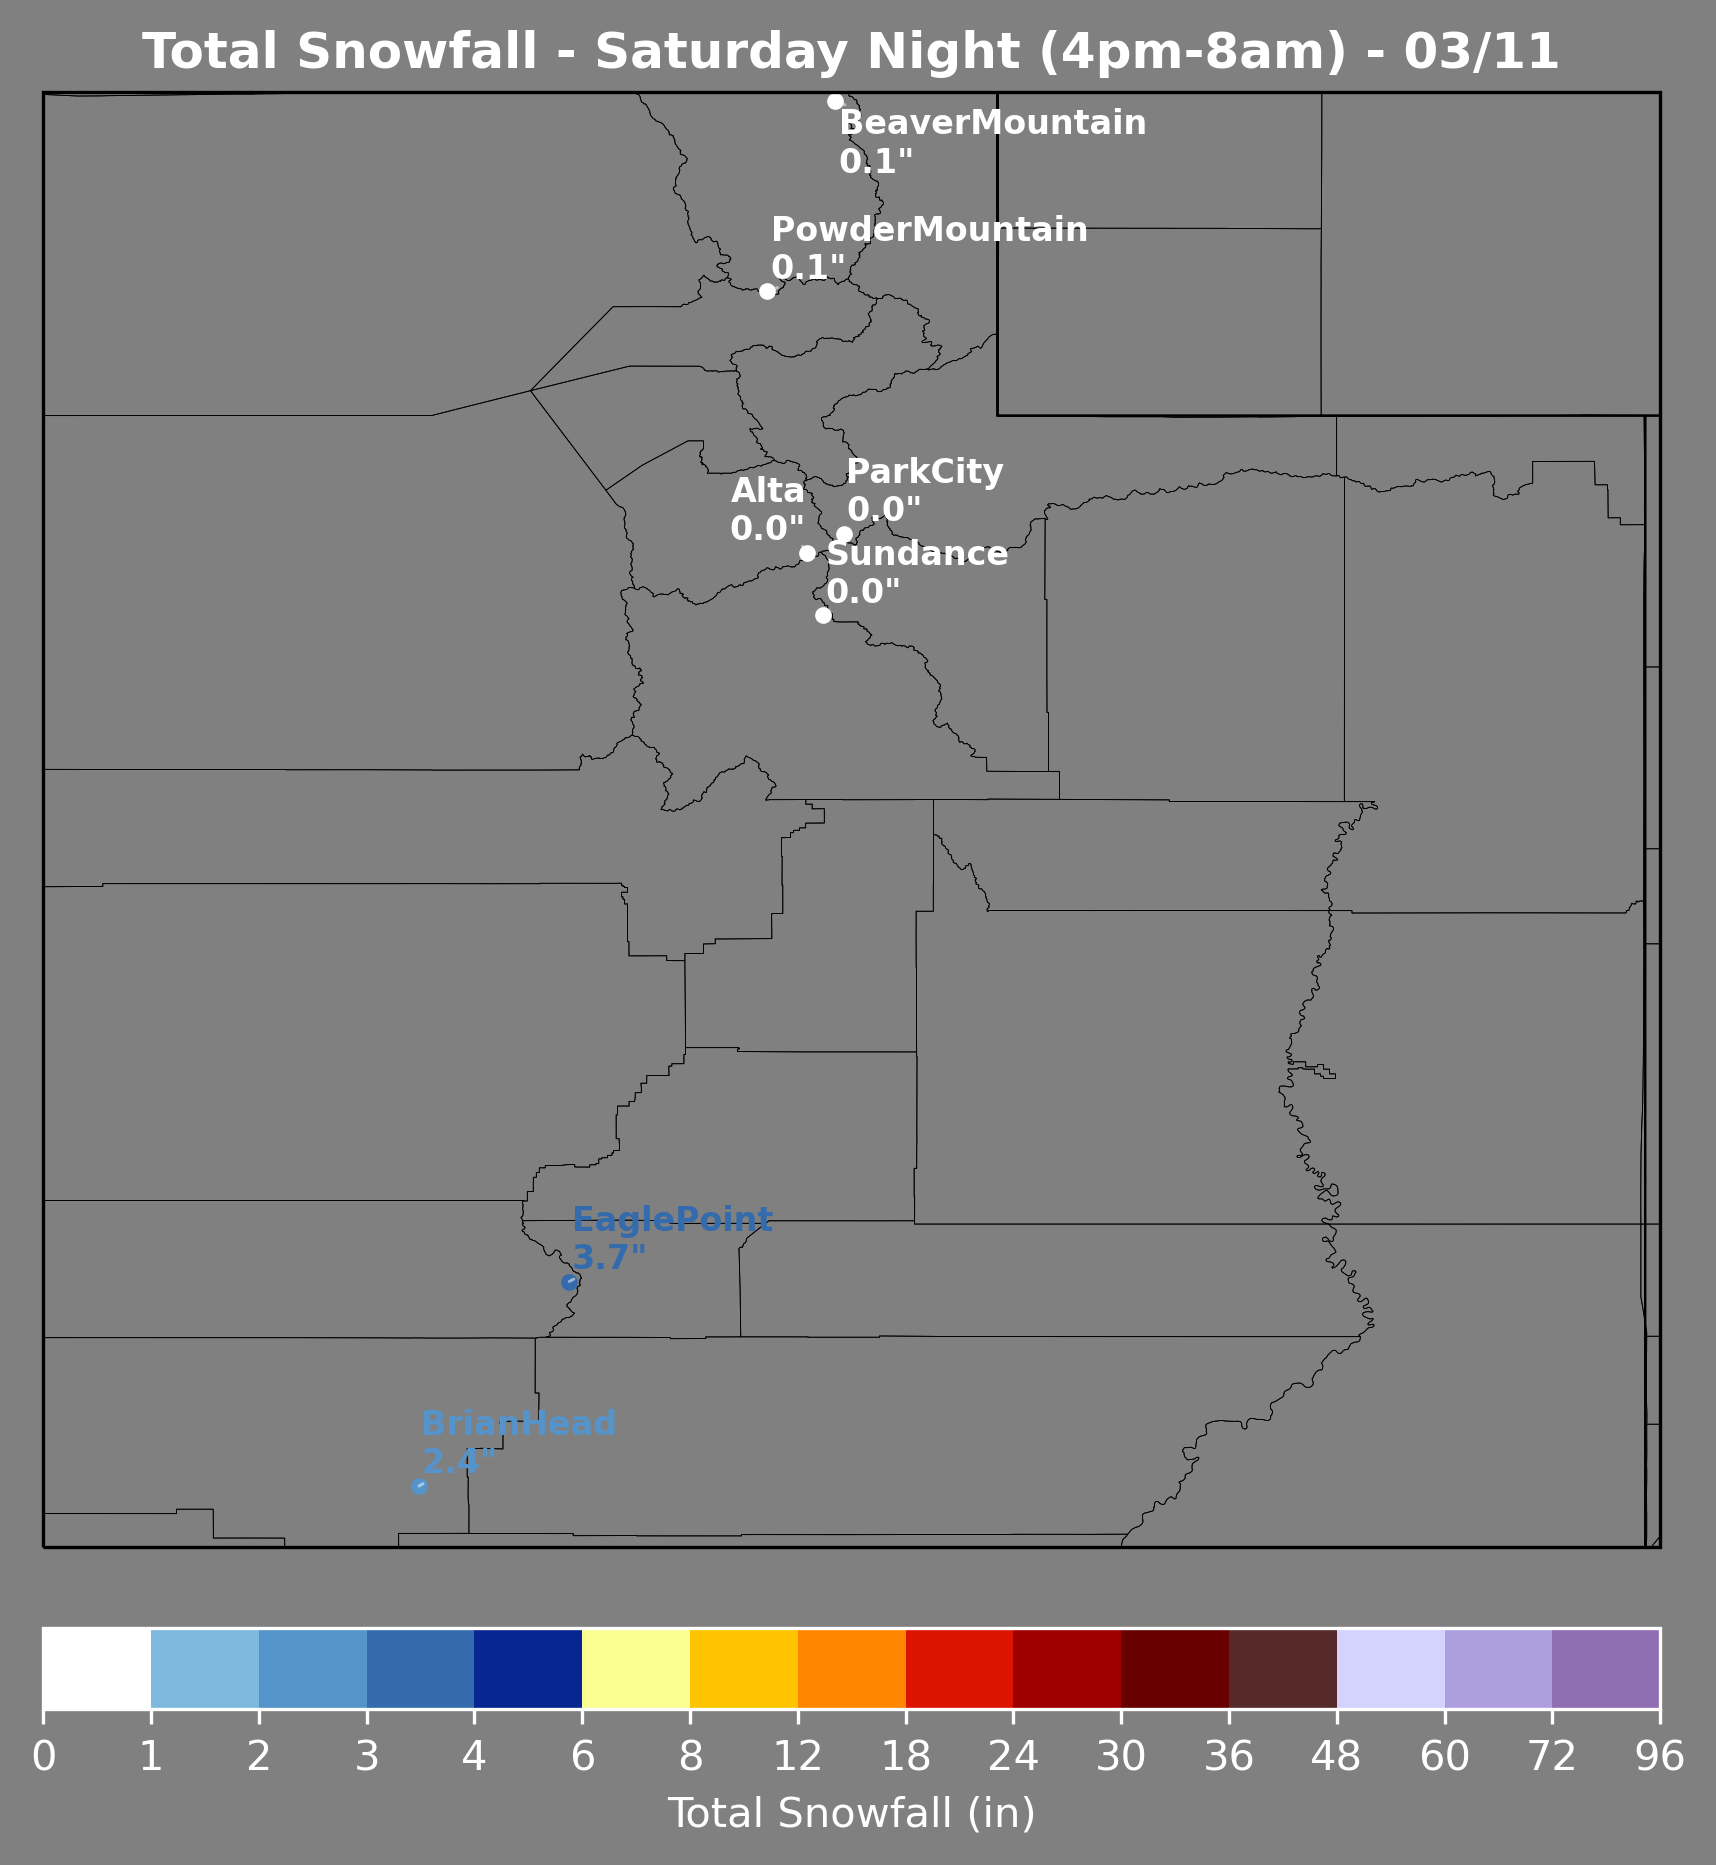 Total Snowfall - Saturday Night (4pm-8am) - 03/11
BeaverMountain
0.1"
PowderMountain
0.1"
ParkCity
0.0"
Alta
0.0"
Sundance
0.0"
EaglePoint
3.7"
BrianHead
2.4"
0 1 2 3 4 6 8 12 18 24 30 36 48 60 72 96
Total Snowfall (in)